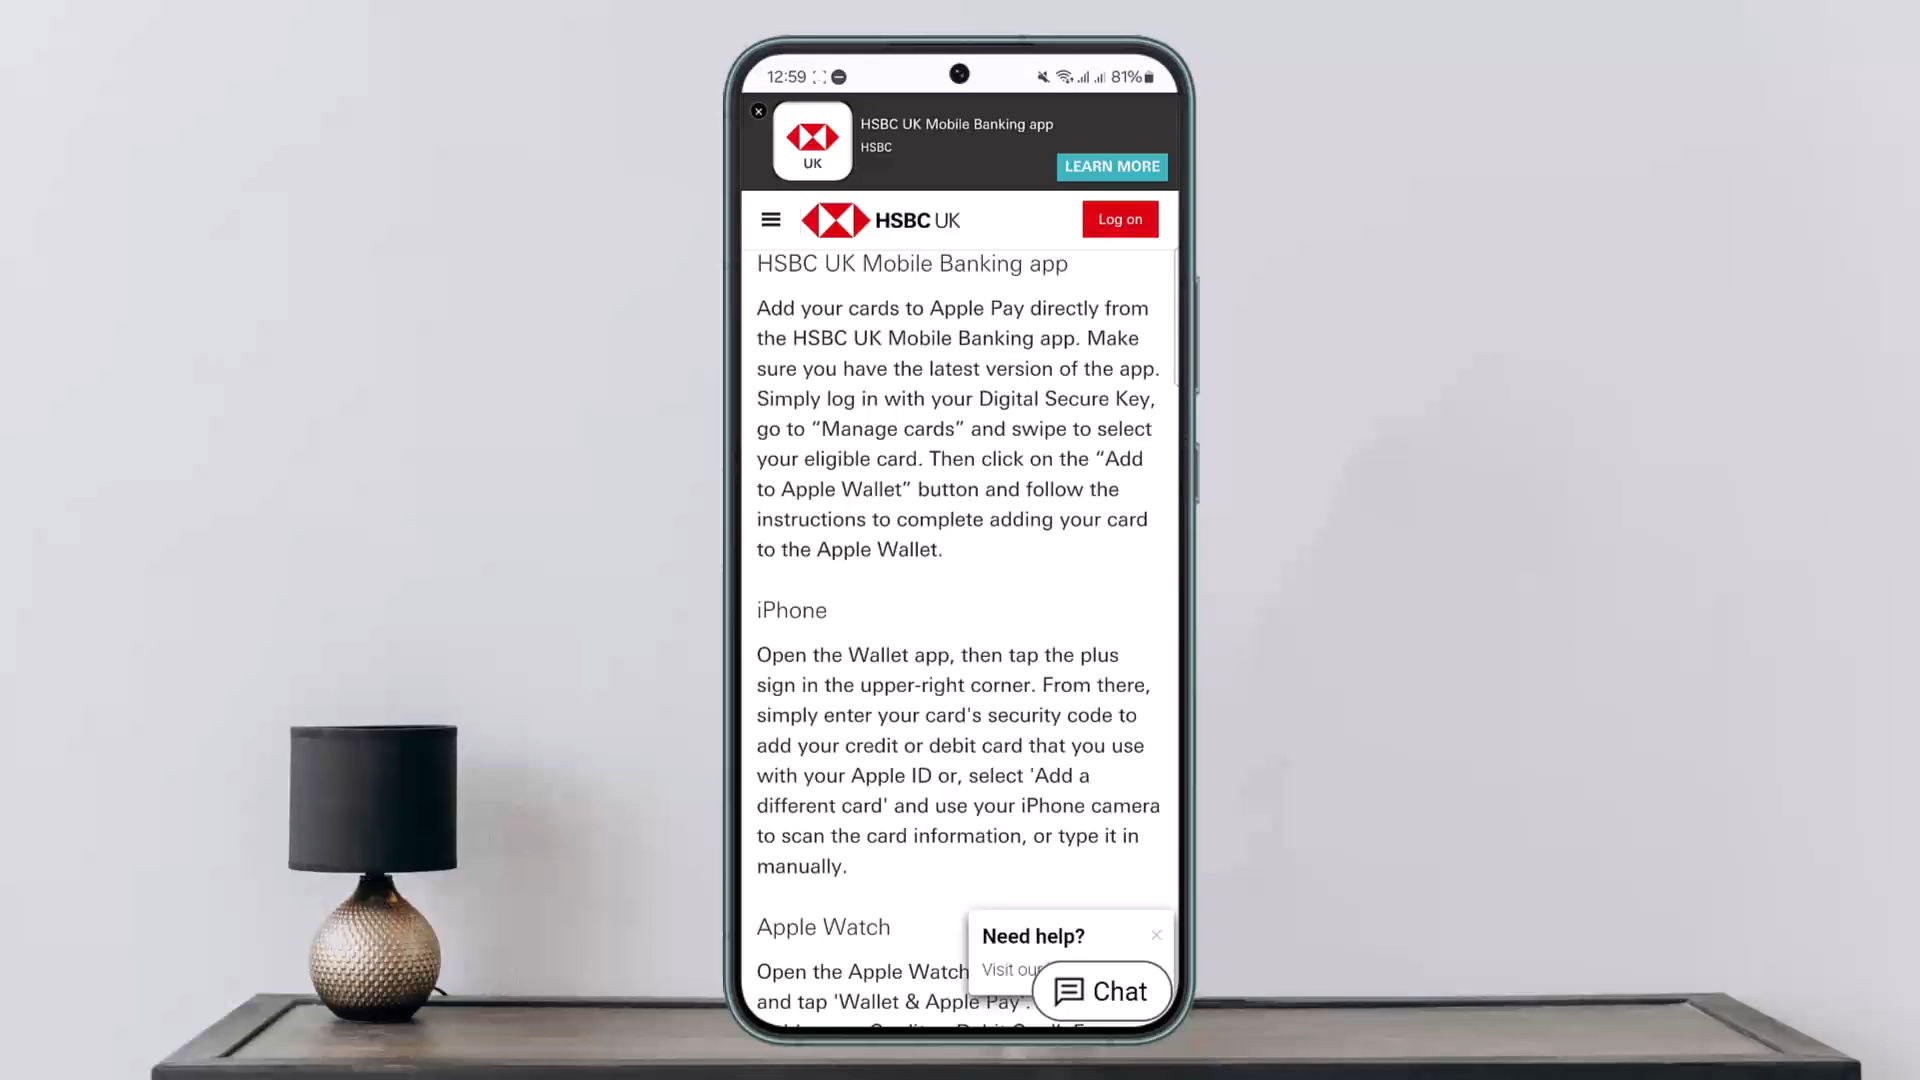 12:59
81%
HSBC UK Mobile Banking app
HSBC
UK
LEARN MORE
HSBC UK
Log on
HSBC UK Mobile Banking app
Add your cards to Apple Pay directly from
the HSBC UK Mobile Banking app. Make
sure you have the latest version of the app.
Simply log in with your Digital Secure Key,
go to “Manage cards” and swipe to select
your eligible card. Then click on the “Add
to Apple Wallet” button and follow the
instructions to complete adding your card
to the Apple Wallet.
iPhone
Open the Wallet app, then tap the plus
sign in the upper-right corner. From there,
simply enter your card's security code to
add your credit or debit card that you use
with your Apple ID or, select 'Add a
different card' and use your iPhone camera
to scan the card information, or type it in
manually.
Apple Watch
Open the Apple Watch
and tap 'Wallet & Apple Pay'.
Need help?
Visit our
Chat